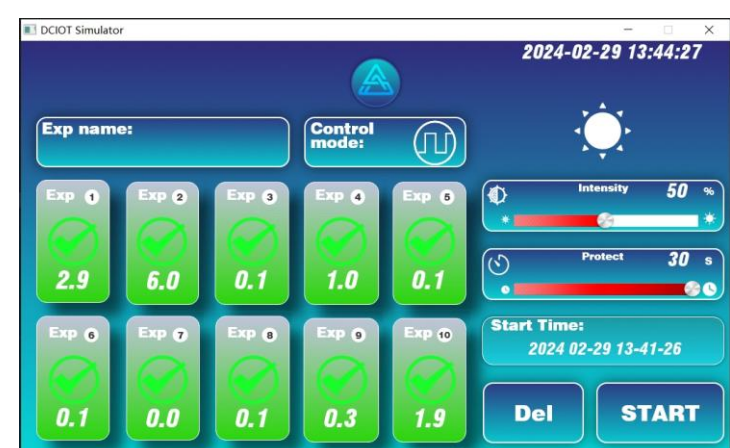 DCIOT Simulator
2024-02-29 13:44:27
Exp name:
Control
mode:
Exp 1
2.9
Exp 2
6.0
Exp 3
0.1
Exp 4
1.0
Exp 5
0.1
Intensity 50 %
Protect 30 s
Exp 6
0.1
Exp 7
0.0
Exp 8
0.1
Exp 9
0.3
Exp 10
1.9
Start Time:
2024 02-29 13-41-26
Del
START